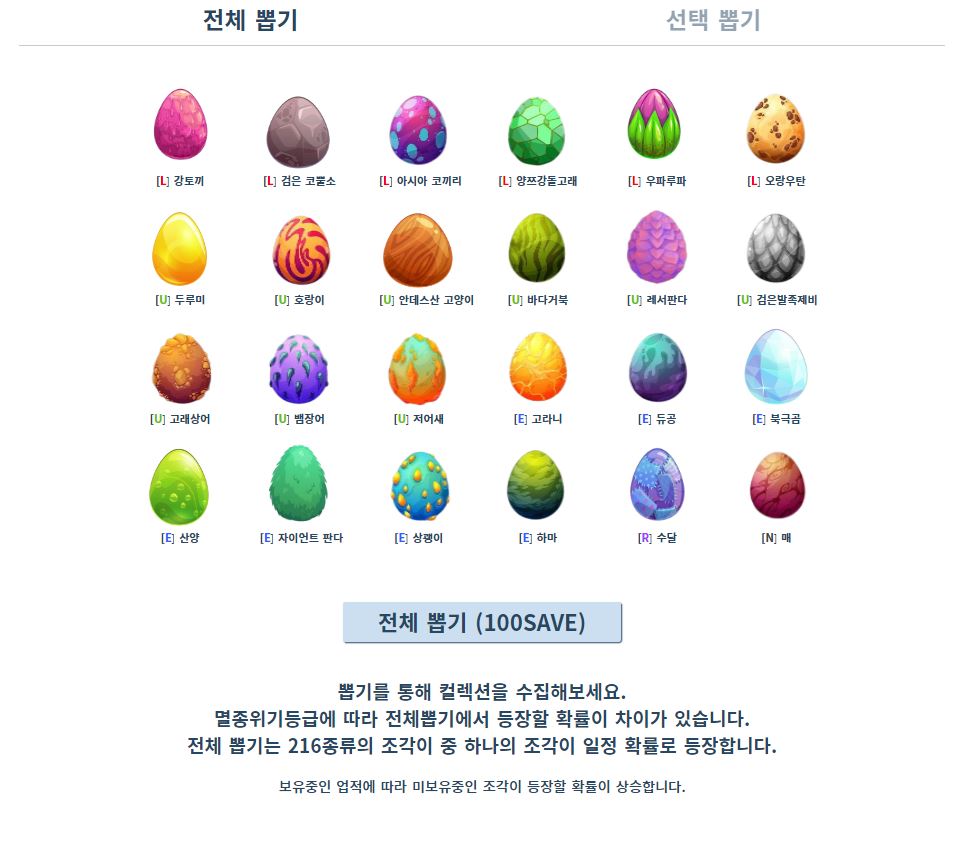 전체 뽑기 선택 뽑기
[L] 강토끼 [L] 검은 코뿔소 [L] 아시아 코끼리 [L] 양쯔강돌고래 [L] 우파루파 [L] 오랑우탄
[U] 두루미 [U] 호랑이 [U] 안데스산 고양이 [U] 바다거북 [U] 레서판다 [U] 검은발족제비
[U] 고래상어 [U] 뱀장어 [U] 저어새 [E] 고라니 [E] 듀공 [E] 북극곰
[E] 산양 [E] 자이언트 판다 [E] 상괭이 [E] 하마 [R] 수달 [N] 매
전체 뽑기 (100SAVE)
뽑기를 통해 컬렉션을 수집해보세요.
멸종위기등급에 따라 전체뽑기에서 등장할 확률이 차이가 있습니다.
전체 뽑기는 216종류의 조각이 중 하나의 조각이 일정 확률로 등장합니다.
보유중인 업적에 따라 미보유중인 조각이 등장할 확률이 상승합니다.